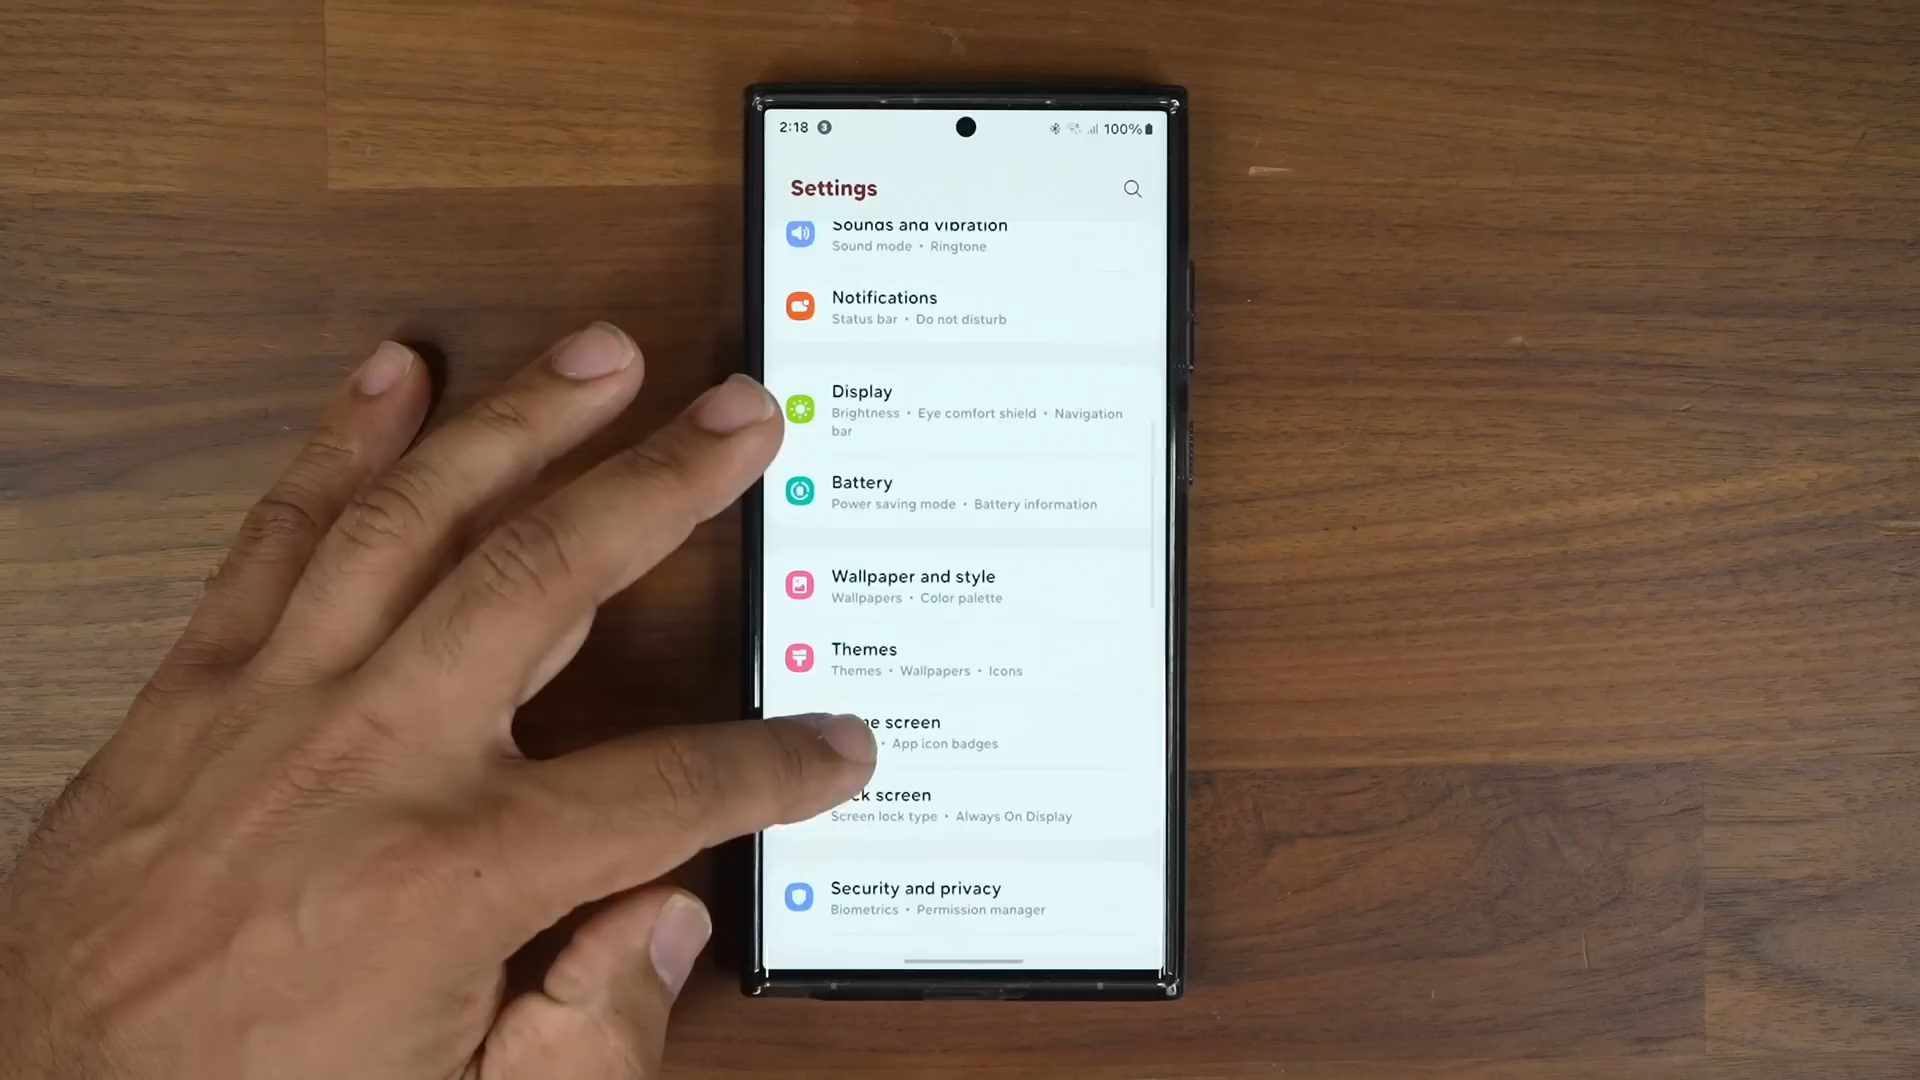 2:18 3 100%
Settings
Sounds and vibration
Sound mode • Ringtone
Notifications
Status bar • Do not disturb
Display
Brightness • Eye comfort shield • Navigation
bar
Battery
Power saving mode • Battery information
Wallpaper and style
Wallpapers • Color palette
Themes
Themes • Wallpapers • Icons
screen
• App icon badges
screen
Screen lock type • Always On Display
Security and privacy
Biometrics • Permission manager